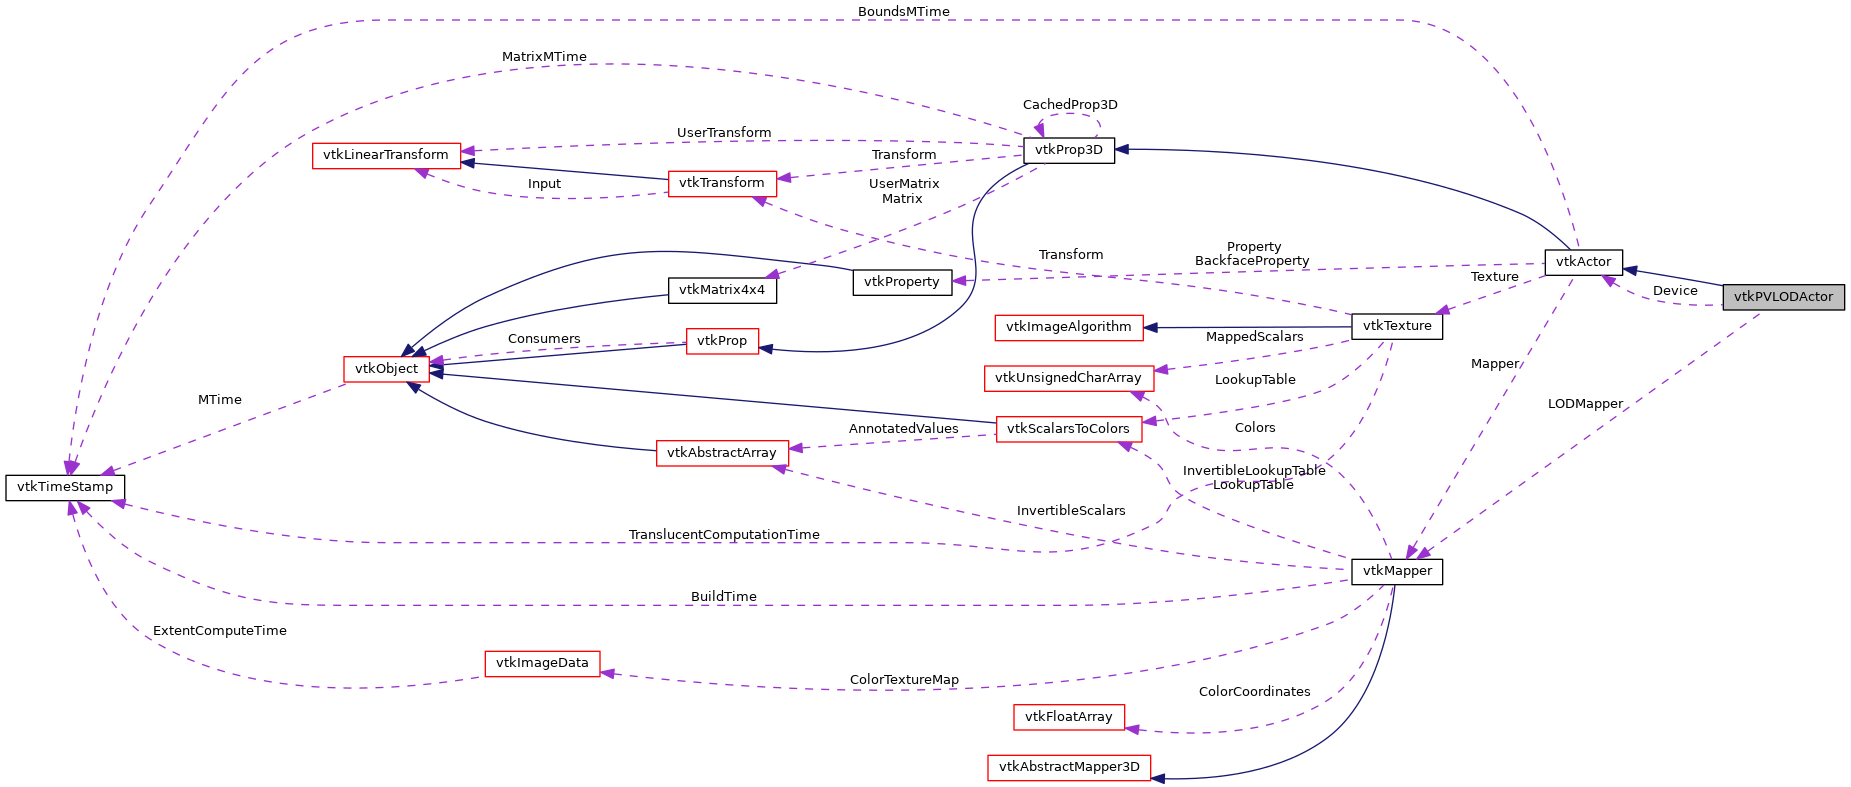 BoundsMTime
MatrixMTime
CachedProp3D
UserTransform
vtkProp3D
vtkLinearTransform
Transform
Input
vtkTransform
UserMatrix
Matrix
Transform
Property
BackfaceProperty
vtkActor
Texture
Device
vtkPVLODActor
vtkProperty
vtkMatrix4x4
vtkImageAlgorithm
vtkTexture
Consumers
vtkProp
MappedScalars
vtkObject
vtkUnsignedCharArray
LookupTable
Mapper
MTime
LODMapper
AnnotatedValues
vtkScalarsToColors
Colors
vtkAbstractArray
InvertibleLookupTable
LookupTable
vtkTimeStamp
InvertibleScalars
TranslucentComputationTime
vtkMapper
BuildTime
ExtentComputeTime
vtkImageData
ColorTextureMap
ColorCoordinates
vtkFloatArray
vtkAbstractMapper3D